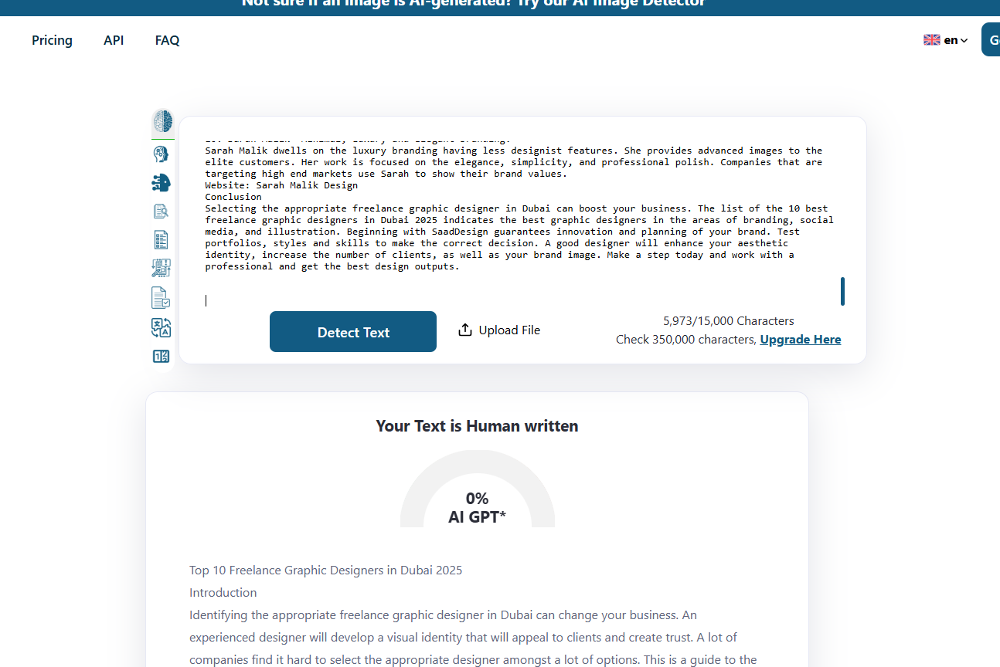 Not sure if an image is AI-generated? Try our AI Image Detector
Pricing API FAQ
en
Sarah Malik dwells on the luxury branding having less designist features. She provides advanced images to the
elite customers. Her work is focused on the elegance, simplicity, and professional polish. Companies that are
targeting high end markets use Sarah to show their brand values.
Website: Sarah Malik Design
Conclusion
Selecting the appropriate freelance graphic designer in Dubai can boost your business. The list of the 10 best
freelance graphic designers in Dubai 2025 indicates the best graphic designers in the areas of branding, social
media, and illustration. Beginning with SaadDesign guarantees innovation and planning of your brand. Test
portfolios, styles and skills to make the correct decision. A good designer will enhance your aesthetic
identity, increase the number of clients, as well as your brand image. Make a step today and work with a
professional and get the best design outputs.
Detect Text
Upload File
5,973/15,000 Characters
Check 350,000 characters, Upgrade Here
Your Text is Human written
0%
AI GPT*
Top 10 Freelance Graphic Designers in Dubai 2025
Introduction
Identifying the appropriate freelance graphic designer in Dubai can change your business. An
experienced designer will develop a visual identity that will appeal to clients and create trust. A lot of
companies find it hard to select the appropriate designer amongst a lot of options. This is a guide to the